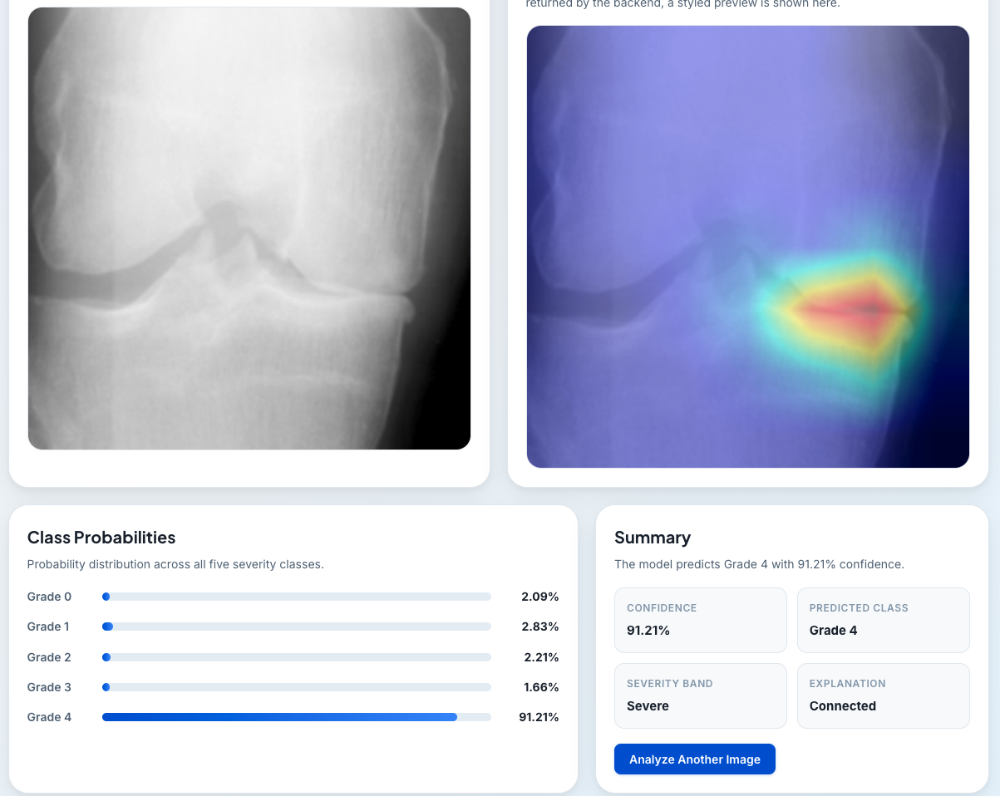 returned by the backend, a styled preview is shown here.
Class Probabilities
Probability distribution across all five severity classes.
Grade 0 2.09%
Grade 1 2.83%
Grade 2 2.21%
Grade 3 1.66%
Grade 4 91.21%
Summary
The model predicts Grade 4 with 91.21% confidence.
CONFIDENCE
91.21%
PREDICTED CLASS
Grade 4
SEVERITY BAND
Severe
EXPLANATION
Connected
Analyze Another Image